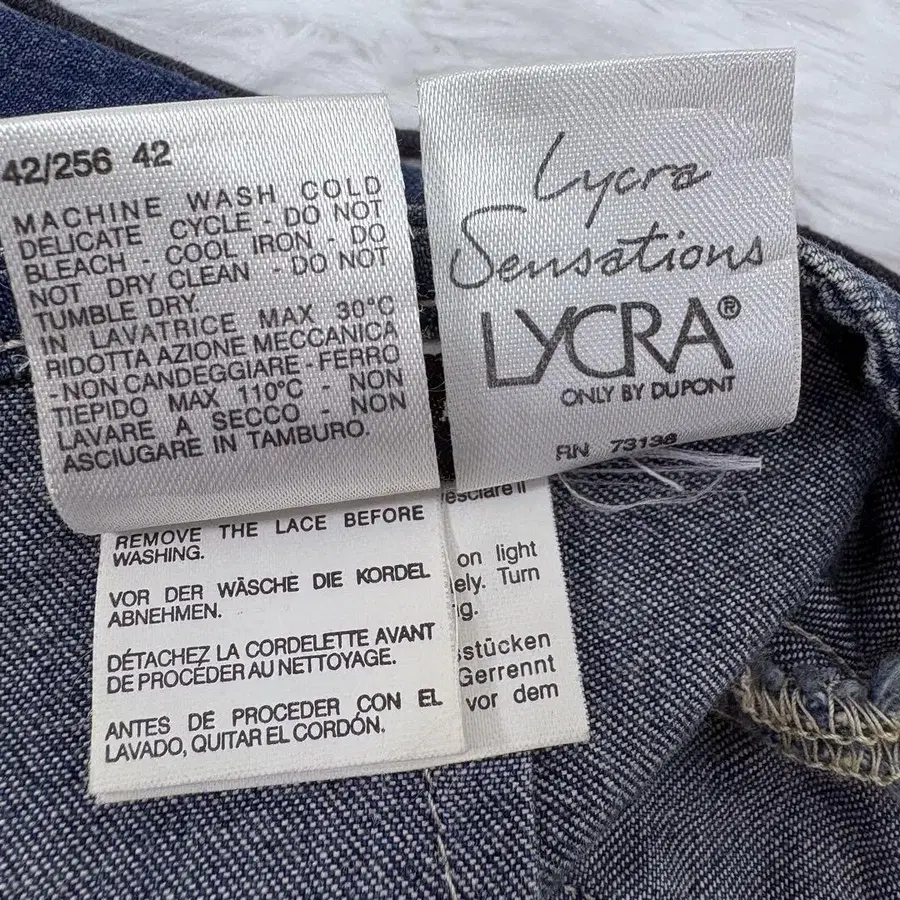 42/256 42
MACHINE WASH COLD
DELICATE CYCLE - DO NOT
BLEACH - COOL IRON - DO
NOT DRY CLEAN - DO NOT
TUMBLE DRY.
IN LAVATRICE MAX 30°C
RIDOTTA AZIONE MECCANICA
-NON CANDEGGIARE - FERRO
TIEPIDO MAX 110°C - NON
LAVARE A SECCO - NON
ASCIUGARE IN TAMBURO.
Lycra
Sensations
LYCRA®
ONLY BY DUPONT
RN 73138
REMOVE THE LACE BEFORE
WASHING.
VOR DER WÄSCHE DIE KORDEL
ABNEHMEN.
DÉTACHEZ LA CORDELETTE AVANT
DE PROCÉDER AU NETTOYAGE.
ANTES DE PROCEDER CON EL
LAVADO, QUITAR EL CORDÓN.
on light
ely. Turn
g.
stücken
Gerrennt
vor dem